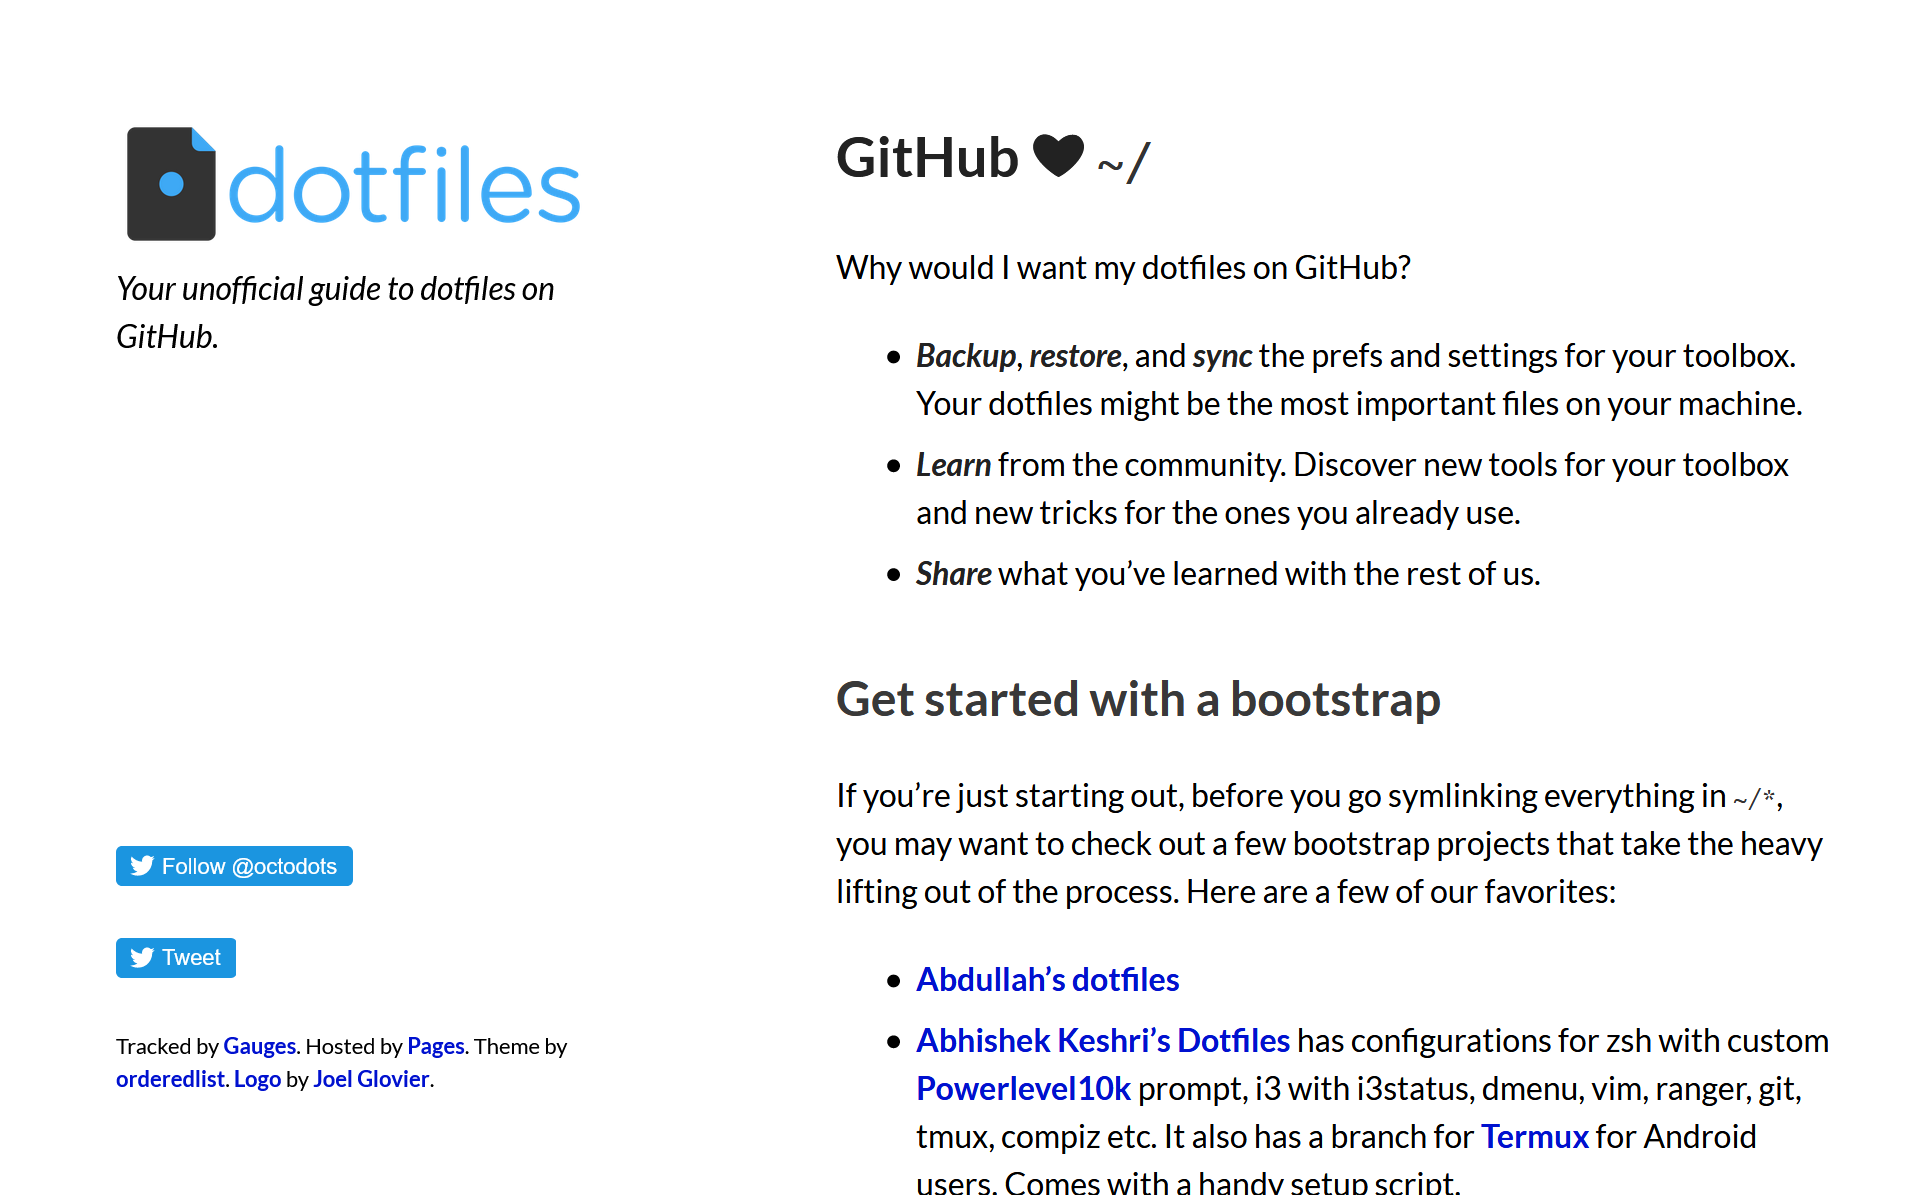 dotfiles
Your unofficial guide to dotfiles on
GitHub.
Follow @octodots
Tweet
Tracked by Gauges. Hosted by Pages. Theme by
orderedlist. Logo by Joel Glovier.
GitHub ♥ ~/
Why would I want my dotfiles on GitHub?
• Backup, restore, and sync the prefs and settings for your toolbox.
Your dotfiles might be the most important files on your machine.
• Learn from the community. Discover new tools for your toolbox
and new tricks for the ones you already use.
• Share what you’ve learned with the rest of us.
Get started with a bootstrap
If you’re just starting out, before you go symlinking everything in ~/*,
you may want to check out a few bootstrap projects that take the heavy
lifting out of the process. Here are a few of our favorites:
• Abdullah’s dotfiles
• Abhishek Keshri’s Dotfiles has configurations for zsh with custom
Powerlevel10k prompt, i3 with i3status, dmenu, vim, ranger, git,
tmux, compiz etc. It also has a branch for Termux for Android
users. Comes with a handy setup script.